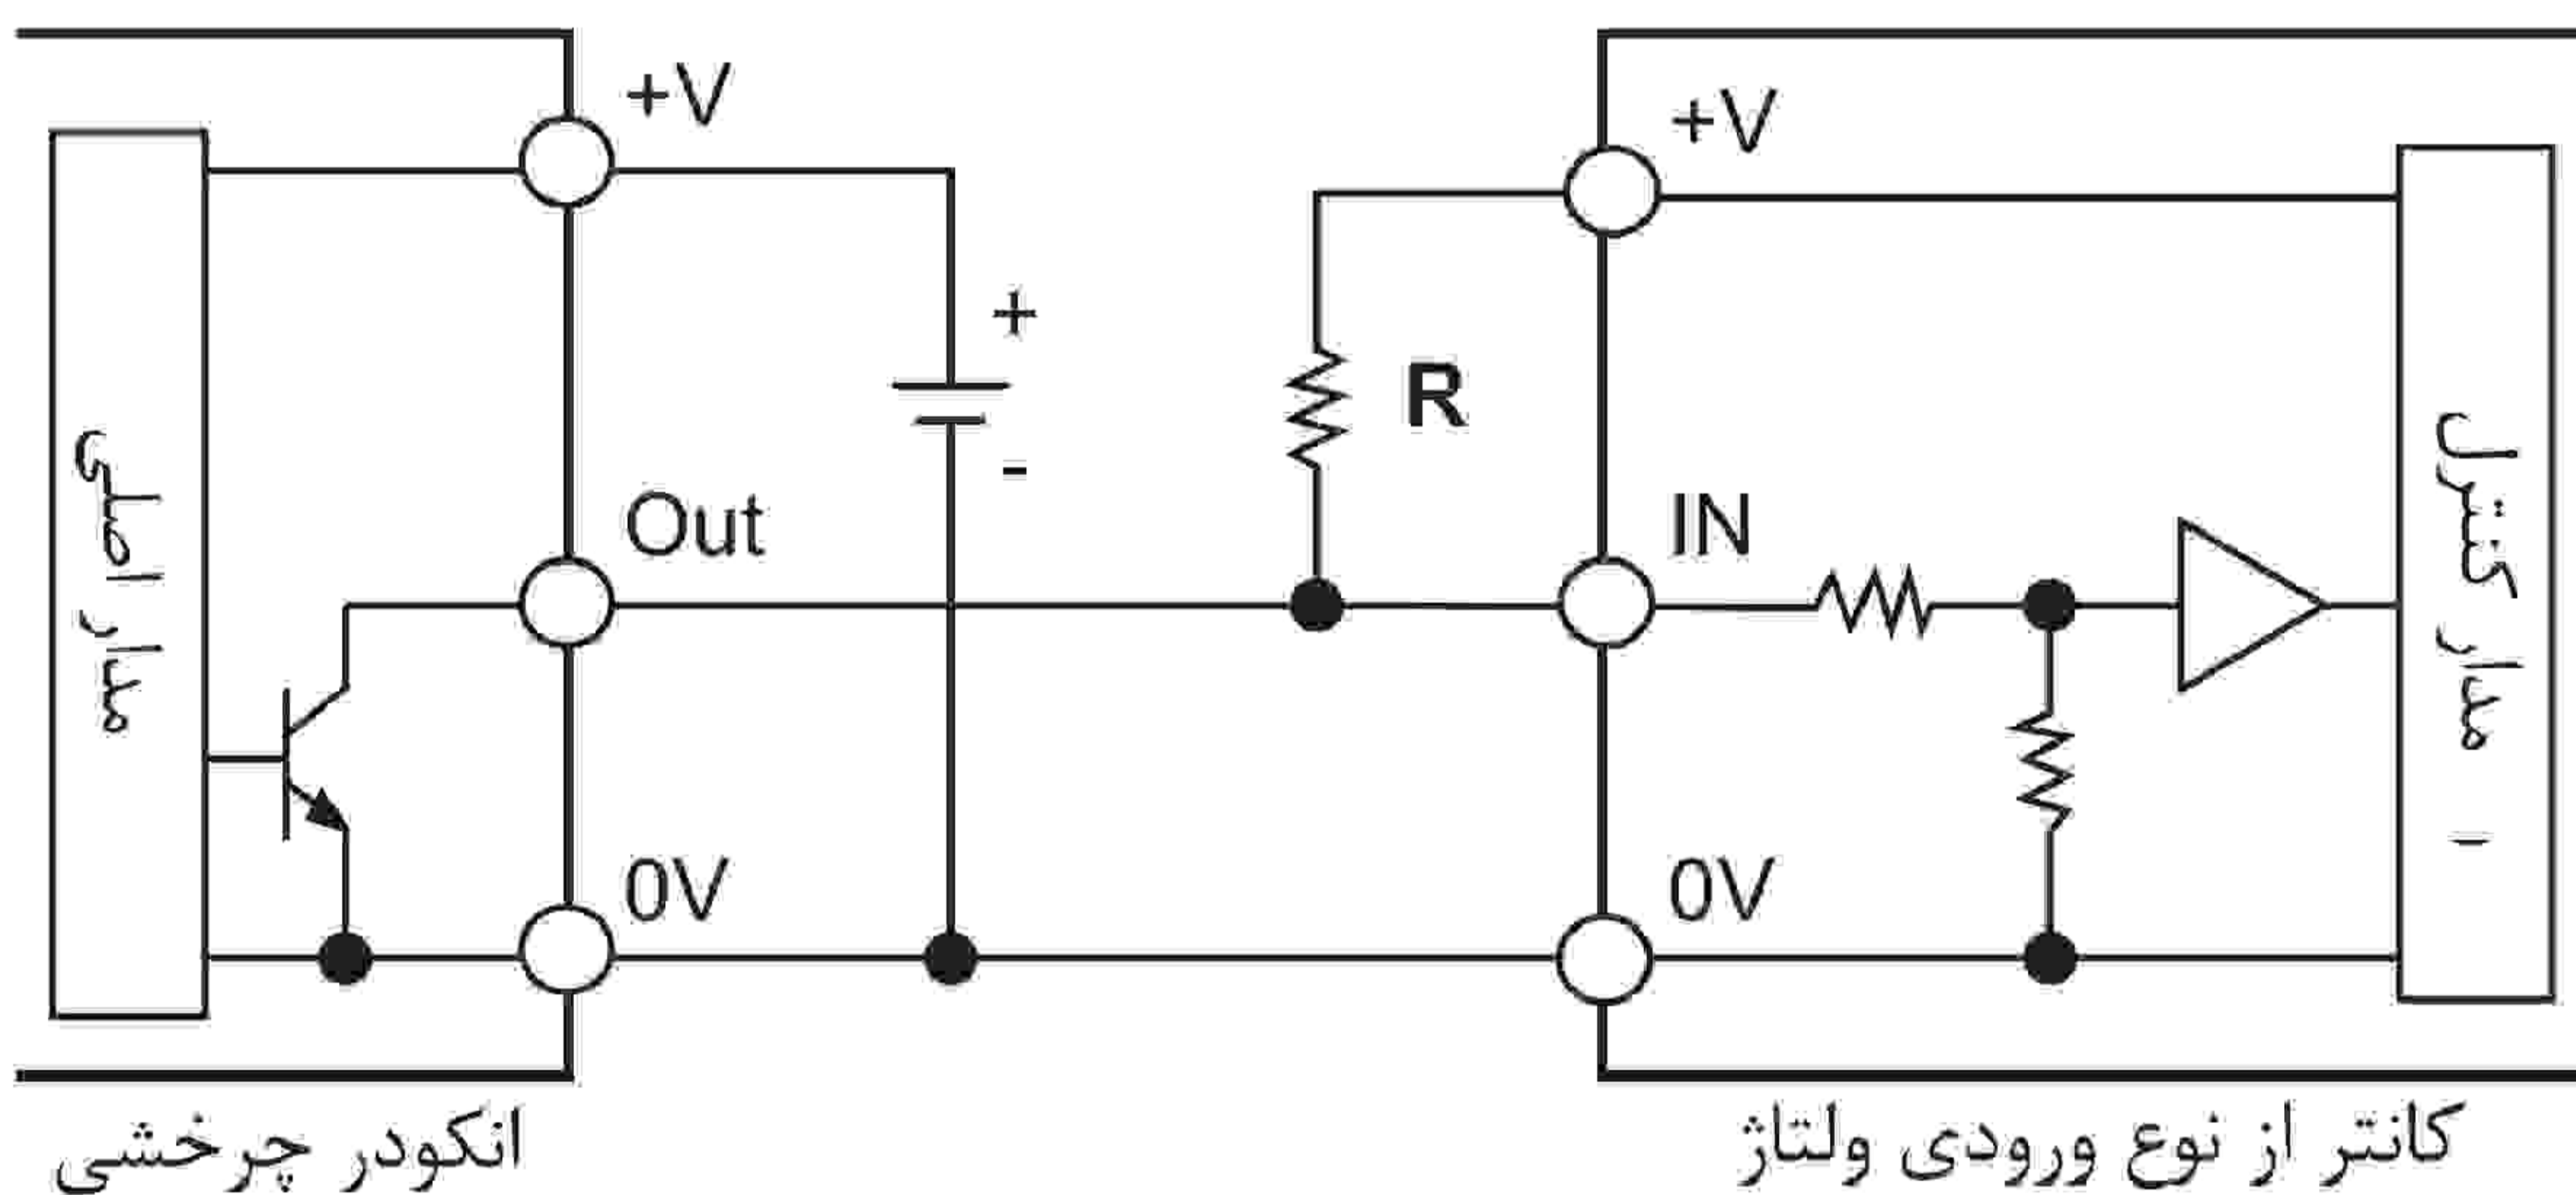 +V
+V
+
R
-
Out
IN
مدار اصلی
مدار کنترل
0V
0V
انکودر چرخشی
کانتر از نوع ورودی ولتاژ